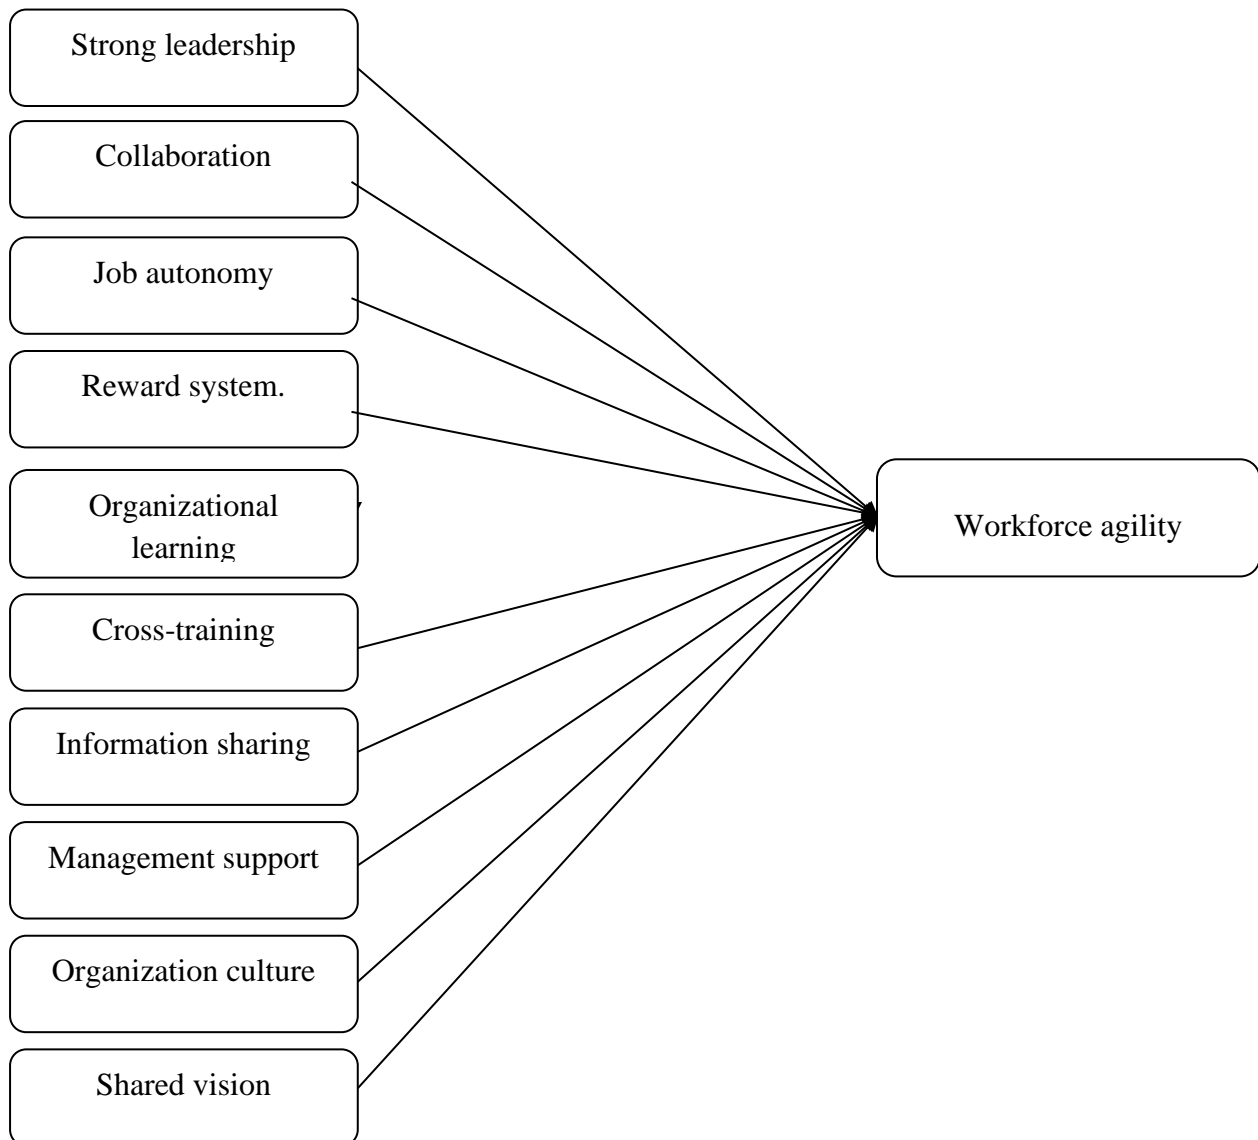 Strong leadership
Collaboration
Job autonomy
Reward system.
Organizational
learning
Cross-training
Information sharing
Management support
Organization culture
Shared vision
Workforce agility